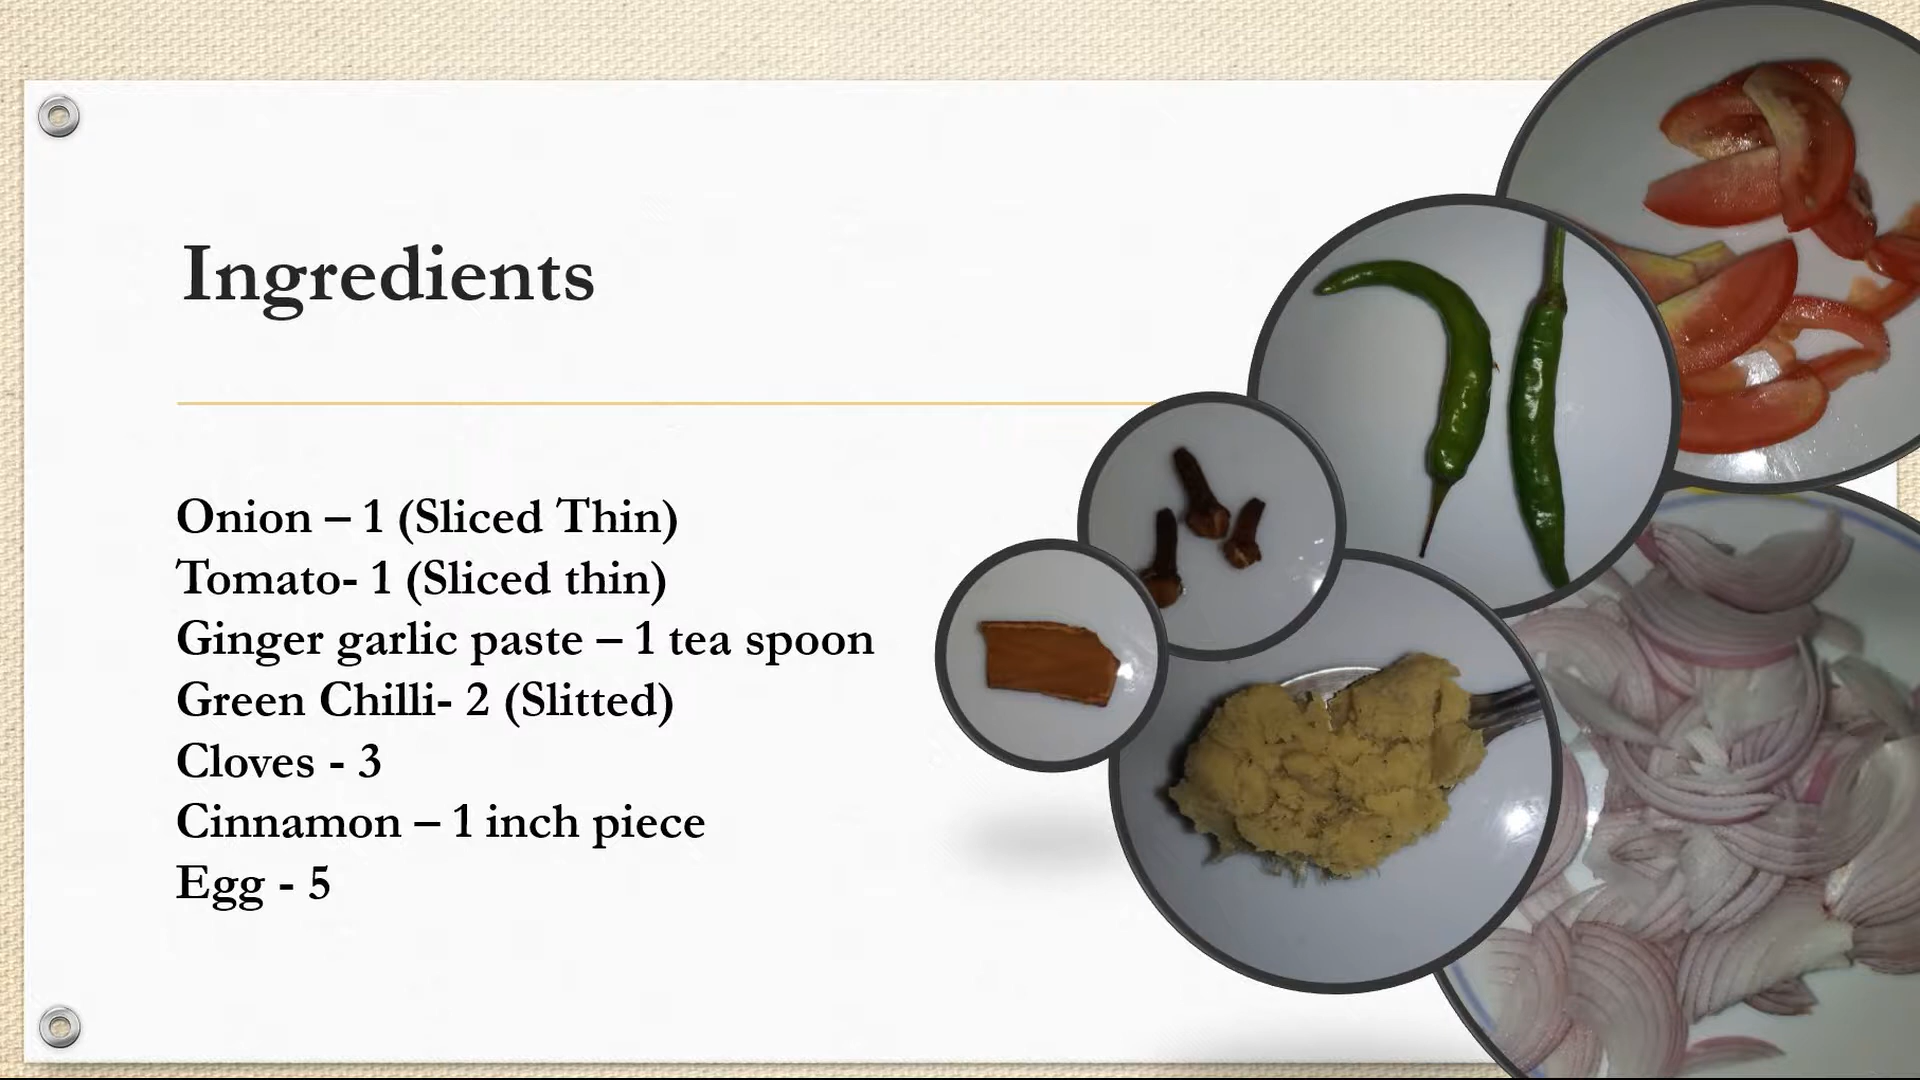 Ingredients
Onion – 1 (Sliced Thin)
Tomato- 1 (Sliced thin)
Ginger garlic paste – 1 tea spoon
Green Chilli- 2 (Slitted)
Cloves - 3
Cinnamon – 1 inch piece
Egg - 5